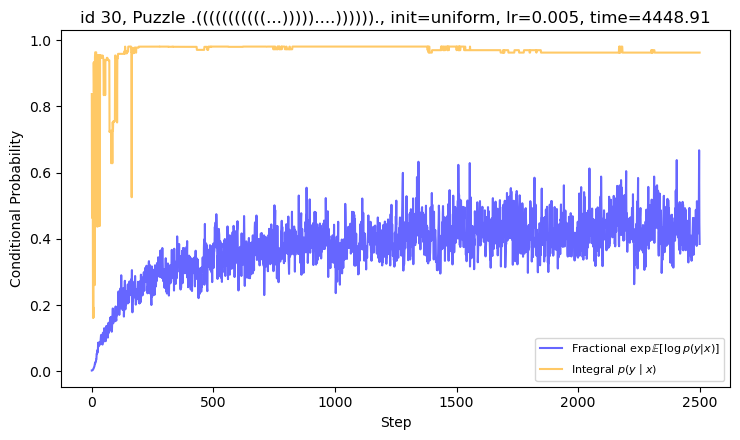 id 30, Puzzle .(((((((((((...)))))....))))))., init=uniform, lr=0.005, time=4448.91
Conditional Probability
1.0
0.8
0.6
0.4
0.2
0.0
Fractional exp𝔼[log p(y|x)]
Integral p(y | x)
0
500
1000
1500
2000
2500
Step